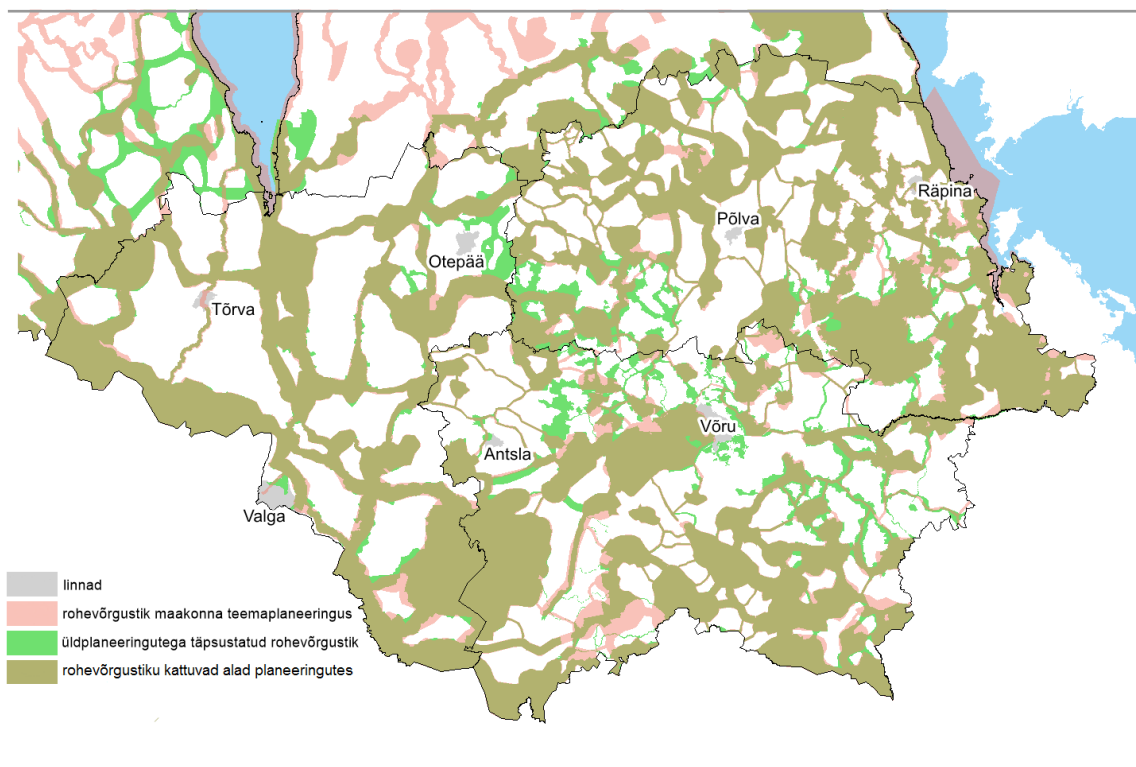 Räpina
Põlva
Otepää
Tõrva
Võru
Antsla
Valga
linnad
rohevõrgustik maakonna teemaplaneeringus
üldplaneeringutega täpsustatud rohevõrgustik
rohevõrgustiku kattuvad alad planeeringutes